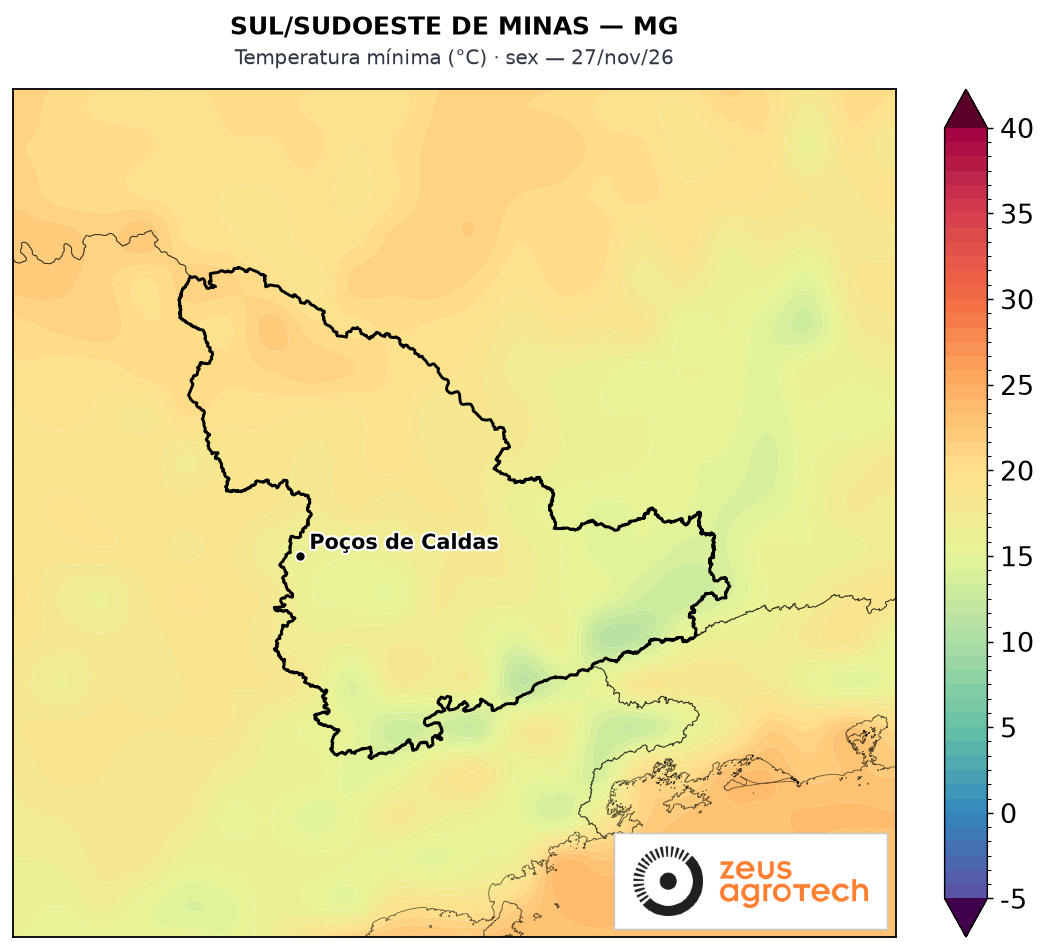 SUL/SUDOESTE DE MINAS — MG
Temperatura mínima (°C) · sex — 27/nov/26
40
35
30
25
20
15
10
5
0
-5
Poços de Caldas
zeus
agrotech